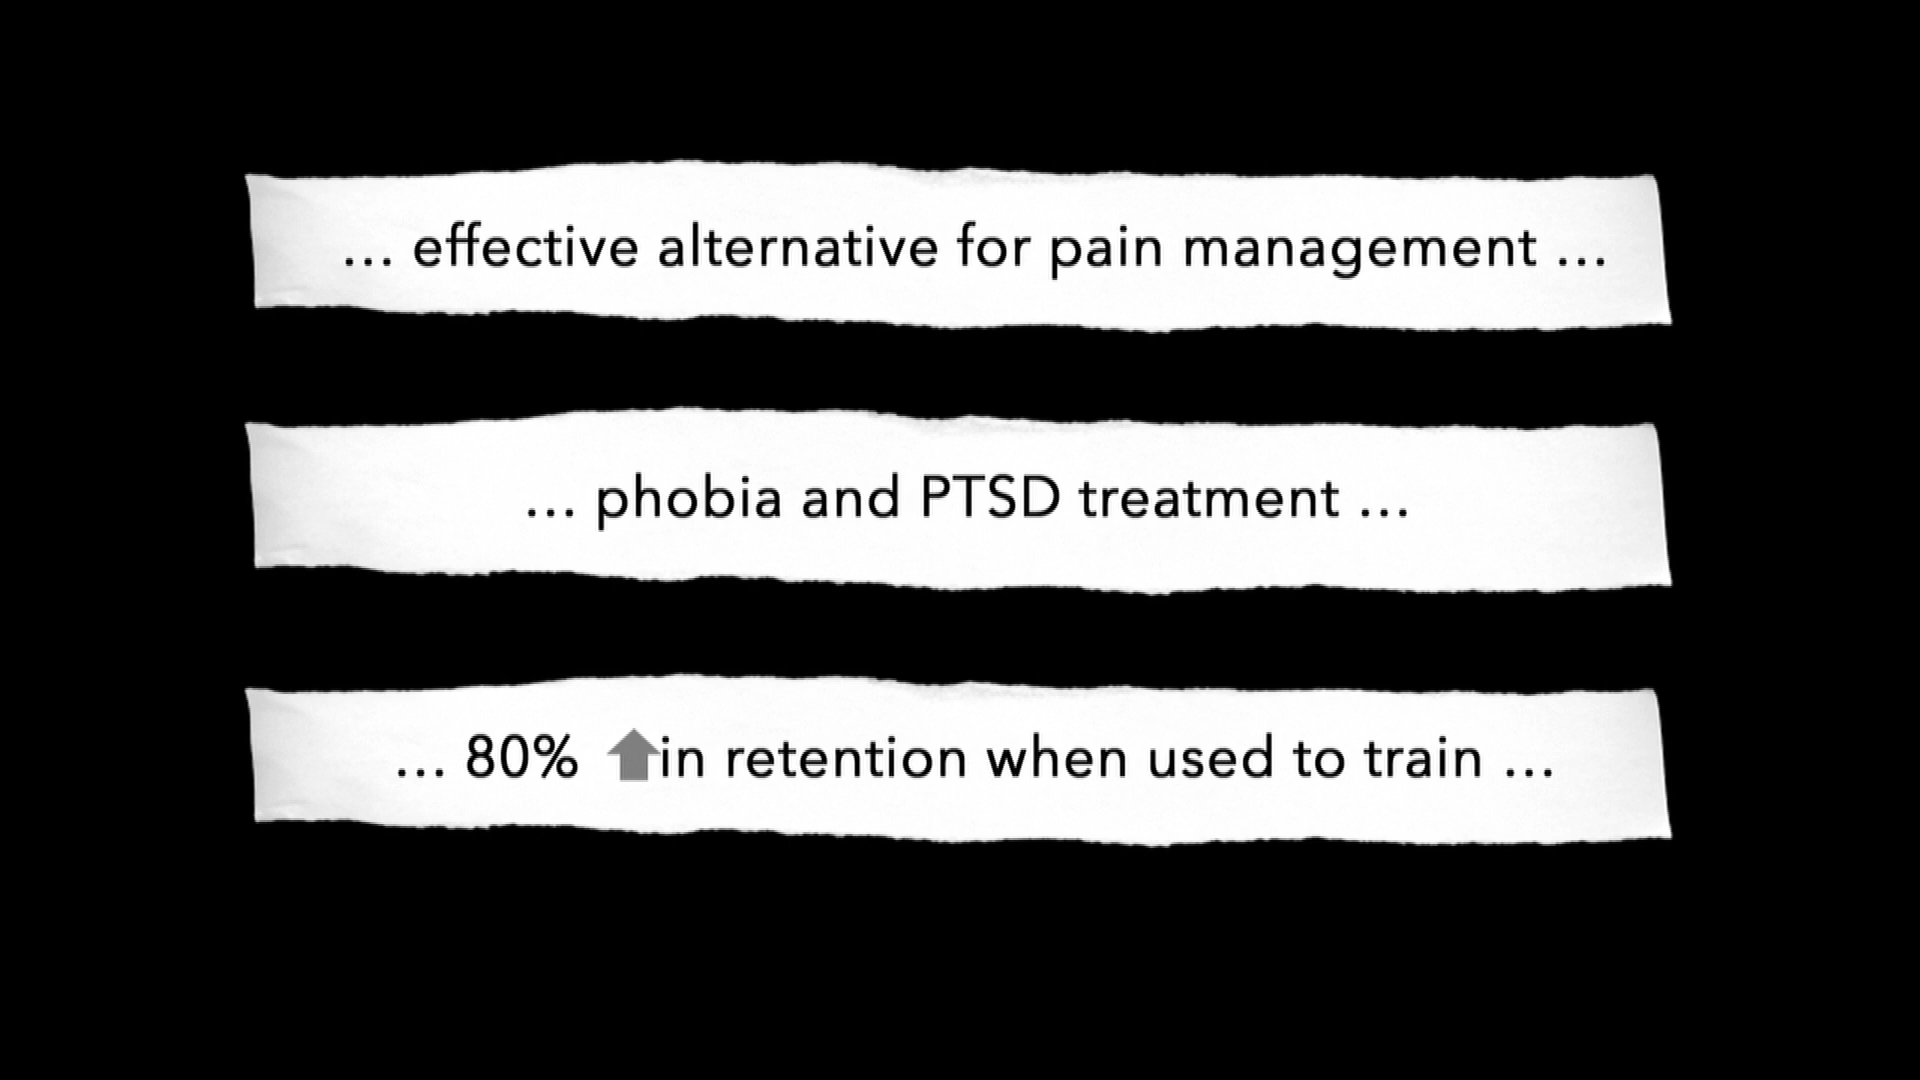 ... effective alternative for pain management ...
... phobia and PTSD treatment ...
... 80% ⬆in retention when used to train ...